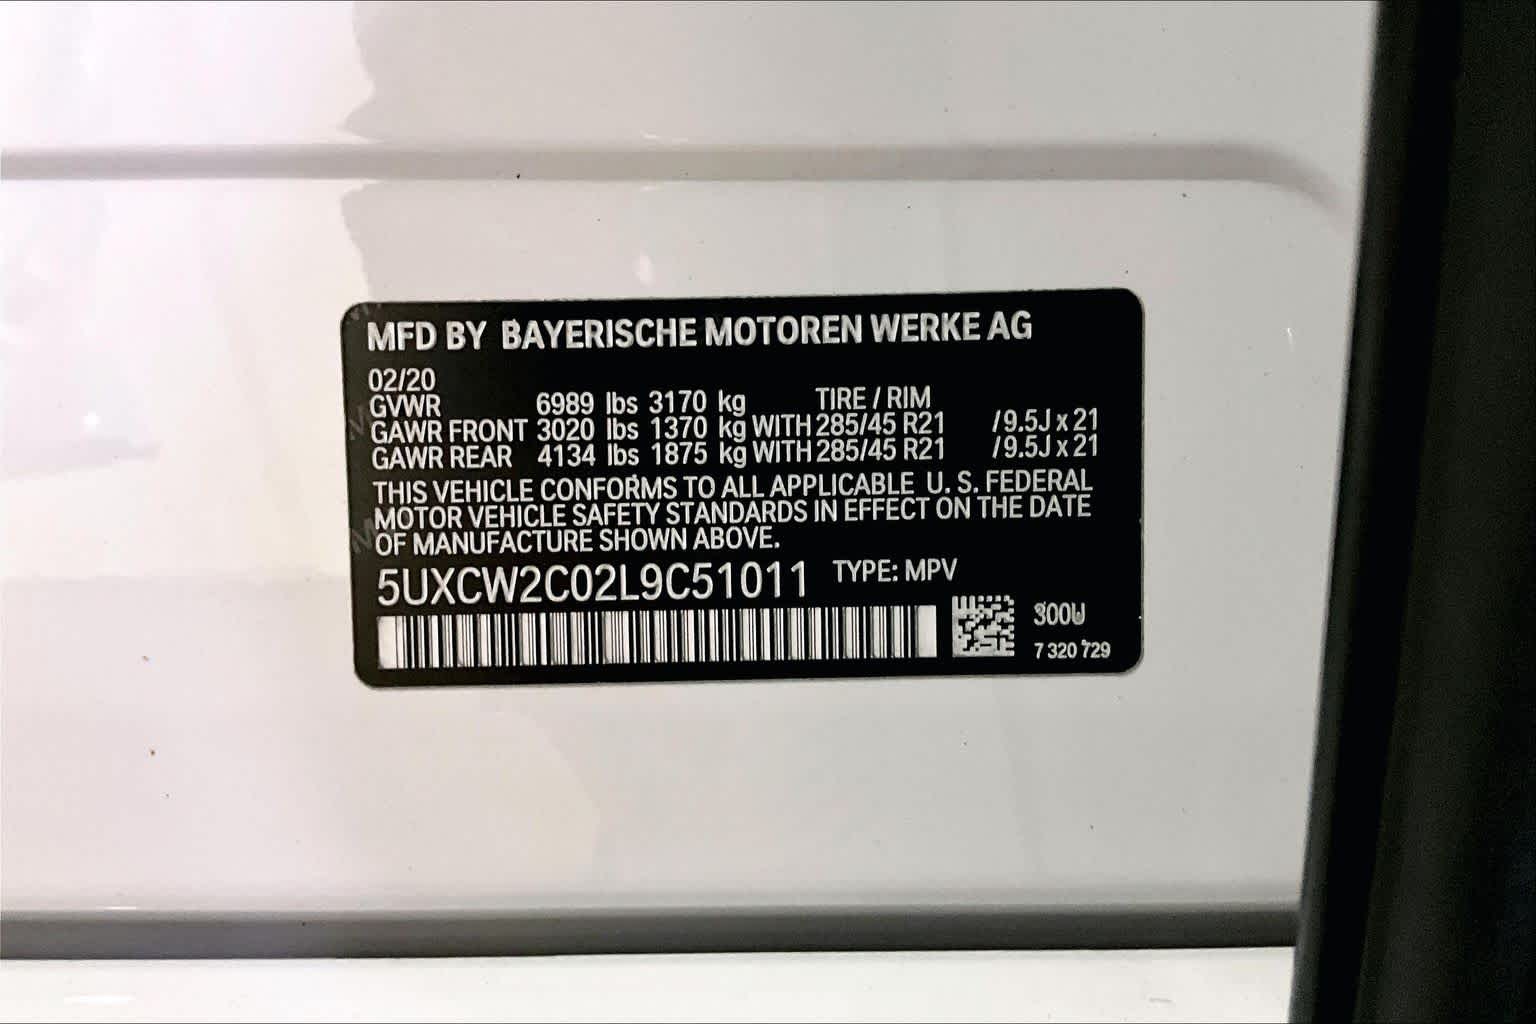 MFD BY BAYERISCHE MOTOREN WERKE AG
02/20
GVWR 6989 lbs 3170 kg TIRE / RIM
GAWR FRONT 3020 lbs 1370 kg WITH 285/45 R21 /9.5J x 21
GAWR REAR 4134 lbs 1875 kg WITH 285/45 R21 /9.5J x 21
THIS VEHICLE CONFORMS TO ALL APPLICABLE U. S. FEDERAL
MOTOR VEHICLE SAFETY STANDARDS IN EFFECT ON THE DATE
OF MANUFACTURE SHOWN ABOVE.
5UXCW2C02L9C51011 TYPE: MPV
300U
7 320 729